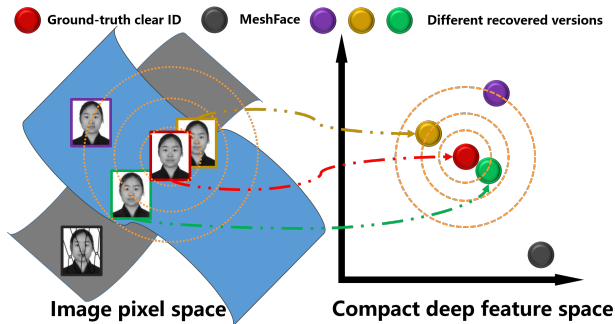 Ground-truth clear ID MeshFace Different recovered versions
Image pixel space Compact deep feature space